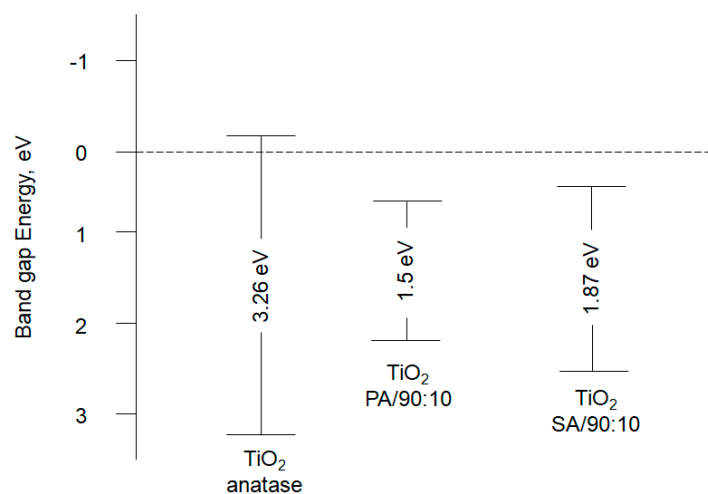 Band gap Energy, eV
-1
0
1
2
3
3.26 eV
1.5 eV
1.87 eV
TiO₂
anatase
TiO₂
PA/90:10
TiO₂
SA/90:10